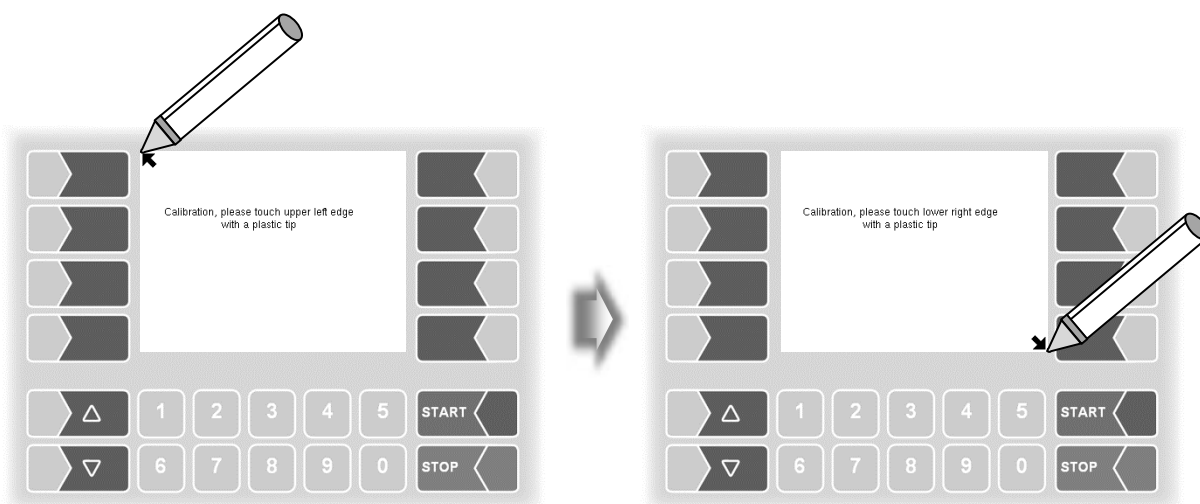 Calibration, please touch upper left edge
with a plastic tip
1 2 3 4 5 START
6 7 8 9 0 STOP
Calibration, please touch lower right edge
with a plastic tip
1 2 3 4 5 START
6 7 8 9 0 STOP